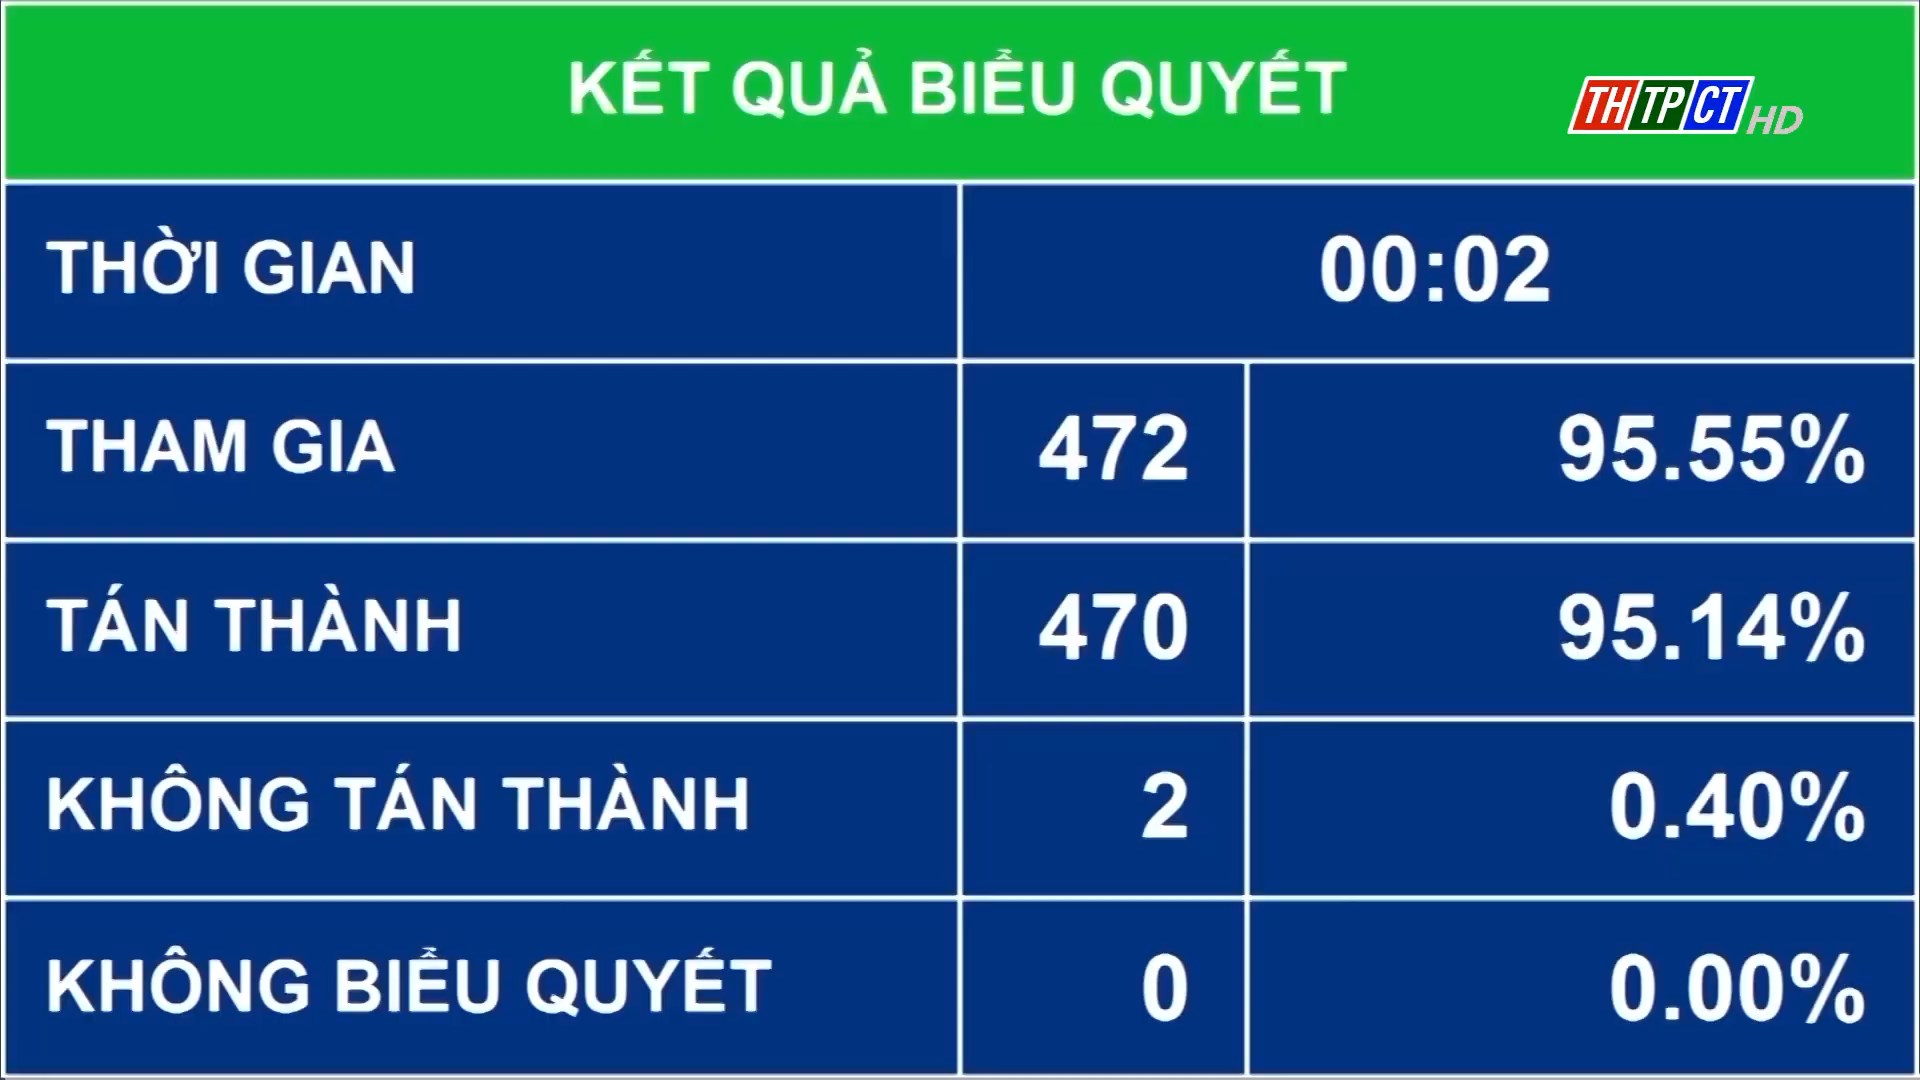 KẾT QUẢ BIỂU QUYẾT
THTPCT HD
THỜI GIAN 00:02
THAM GIA 472 95.55%
TÁN THÀNH 470 95.14%
KHÔNG TÁN THÀNH 2 0.40%
KHÔNG BIỂU QUYẾT 0 0.00%